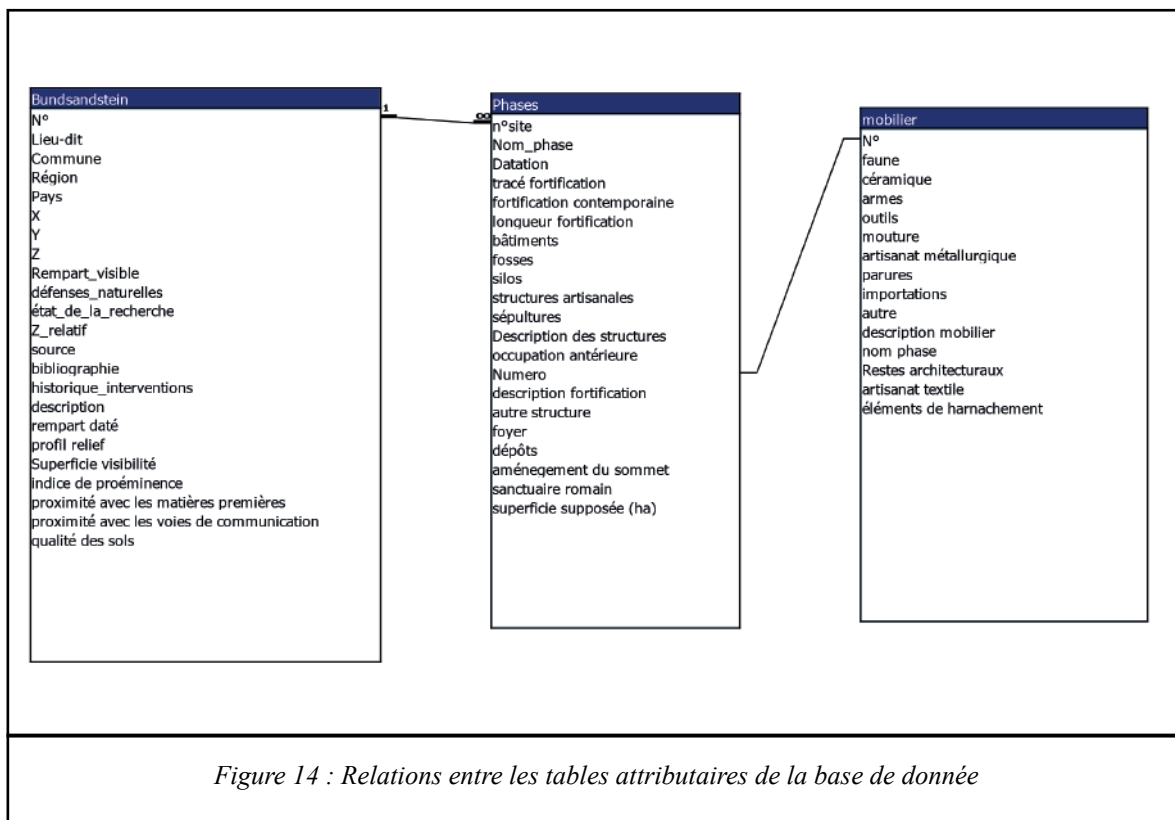 Bundsandstein
N°
Lieu-dit
Commune
Région
Pays
X
Y
Z
Rempart_visible
défenses_naturelles
état_de_la_recherche
Z_relatif
source
bibliographie
historique_interventions
description
rempart daté
profil relief
Superficie visibilité
indice de proéminence
proximité avec les matières premières
proximité avec les voies de communication
qualité des sols
1
∞
Phases
n°site
Nom_phase
Datation
tracé fortification
fortification contemporaine
longueur fortification
bâtiments
fosses
silos
structures artisanales
sépultures
Description des structures
occupation antérieure
Numero
description fortification
autre structure
foyer
dépôts
aménegement du sommet
sanctuaire romain
superficie supposée (ha)
mobilier
N°
faune
céramique
armes
outils
mouture
artisanat métallurgique
parures
importations
autre
description mobilier
nom phase
Restes architecturaux
artisanat textile
éléments de harnachement
Figure 14 : Relations entre les tables attributaires de la base de donnée